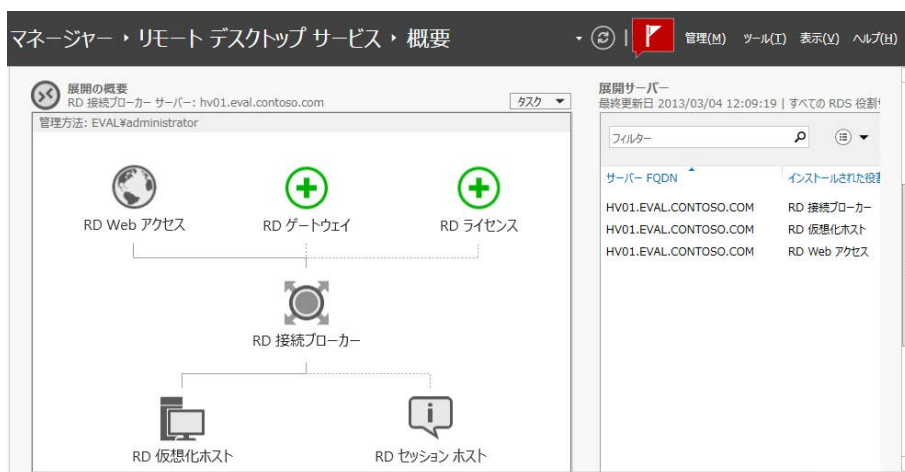 マネージャー ・ リモート デスクトップ サービス ・ 概要
管理(M) ツール(T) 表示(V) ヘルプ(H)
展開の概要
RD 接続ブローカー サーバー: hv01.eval.contoso.com
タスク
管理方法: EVAL¥administrator
RD Web アクセス
RD ゲートウェイ
RD ライセンス
RD 接続ブローカー
RD 仮想化ホスト
RD セッション ホスト
展開サーバー
最終更新日 2013/03/04 12:09:19 | すべての RDS 役割
フィルター
サーバー FQDN インストールされた役割
HV01.EVAL.CONTOSO.COM RD 接続ブローカー
HV01.EVAL.CONTOSO.COM RD 仮想化ホスト
HV01.EVAL.CONTOSO.COM RD Web アクセス